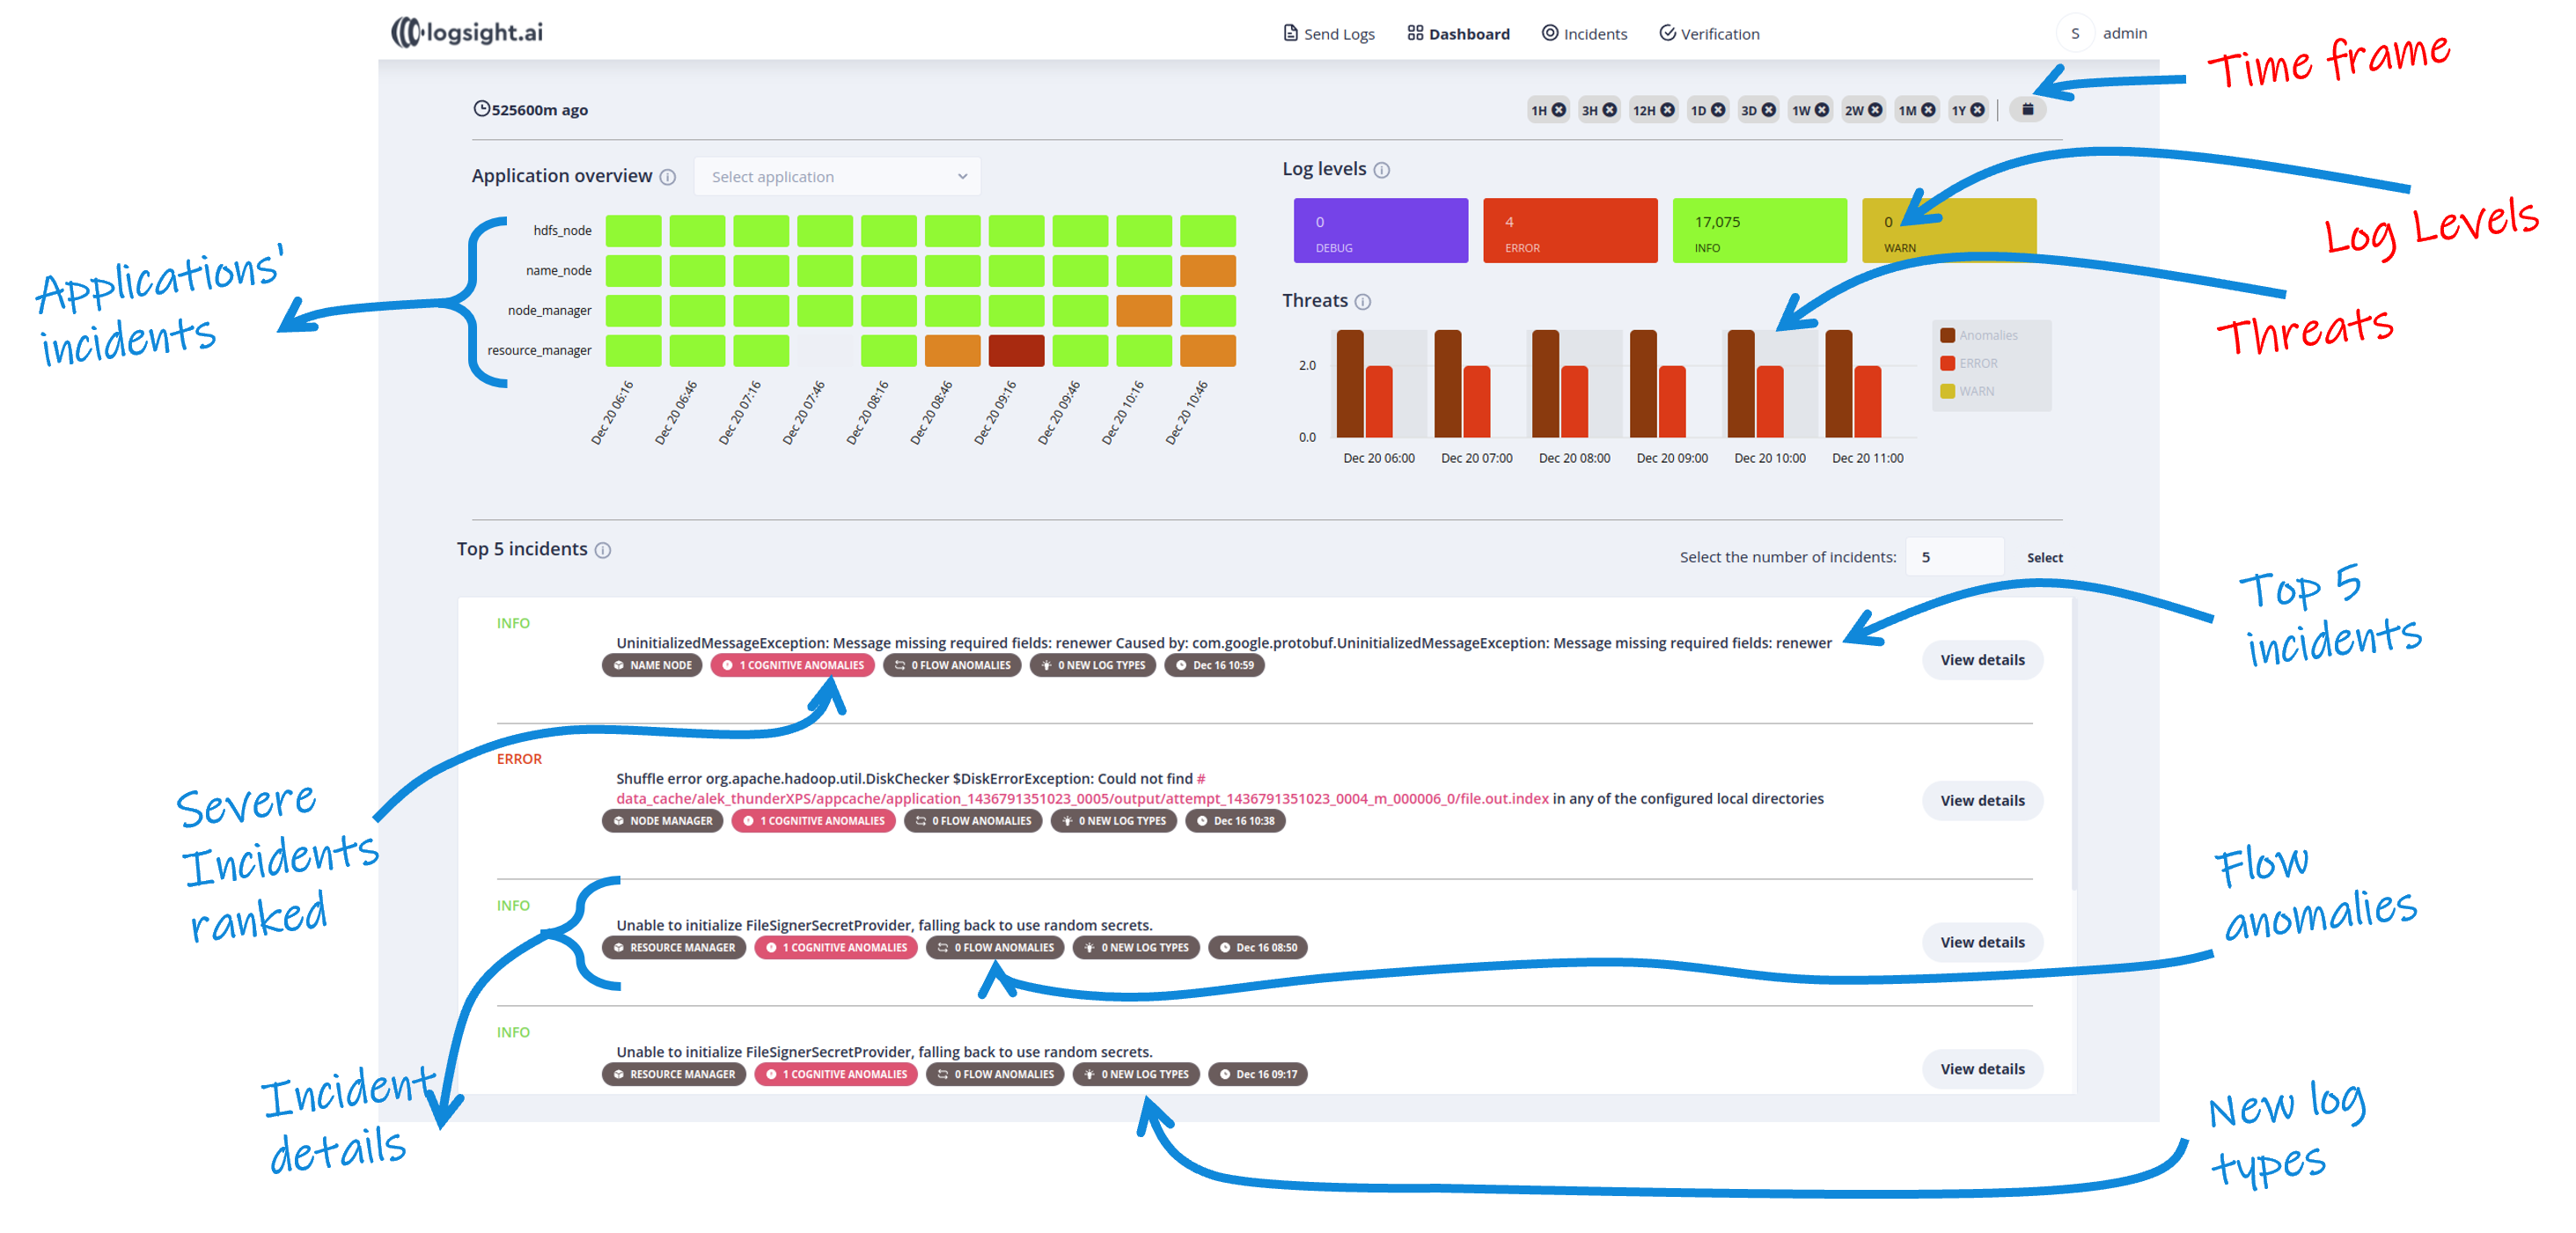 logsight.ai
Send Logs
Dashboard
Incidents
Verification
S
admin
Time frame
525600m ago
1H
3H
12H
1D
3D
1W
2W
1M
1Y
Application overview
Select application
Log levels
0
DEBUG
4
ERROR
17,075
INFO
0
WARN
Log Levels
Applications'
incidents
hdfs_node
name_node
node_manager
resource_manager
Dec 20 06:16
Dec 20 06:46
Dec 20 07:16
Dec 20 07:46
Dec 20 08:16
Dec 20 08:46
Dec 20 09:16
Dec 20 09:46
Dec 20 10:16
Dec 20 10:46
Threats
2.0
0.0
Dec 20 06:00
Dec 20 07:00
Dec 20 08:00
Dec 20 09:00
Dec 20 10:00
Dec 20 11:00
Anomalies
ERROR
WARN
Threats
Top 5 incidents
Select the number of incidents:
5
Select
Top 5
incidents
INFO
UninitializedMessageException: Message missing required fields: renewer Caused by: com.google.protobuf.UninitializedMessageException: Message missing required fields: renewer
NAME NODE
1 COGNITIVE ANOMALIES
0 FLOW ANOMALIES
0 NEW LOG TYPES
Dec 16 10:59
View details
ERROR
Shuffle error org.apache.hadoop.util.DiskChecker $DiskErrorException: Could not find #
data_cache/alek_thunderXPS/appcache/application_1436791351023_0005/output/attempt_1436791351023_0004_m_000006_0/file.out.index in any of the configured local directories
NODE MANAGER
1 COGNITIVE ANOMALIES
0 FLOW ANOMALIES
0 NEW LOG TYPES
Dec 16 10:38
View details
Severe
Incidents
ranked
INFO
Unable to initialize FileSignerSecretProvider, falling back to use random secrets.
RESOURCE MANAGER
1 COGNITIVE ANOMALIES
0 FLOW ANOMALIES
0 NEW LOG TYPES
Dec 16 08:50
View details
Flow
anomalies
INFO
Unable to initialize FileSignerSecretProvider, falling back to use random secrets.
RESOURCE MANAGER
1 COGNITIVE ANOMALIES
0 FLOW ANOMALIES
0 NEW LOG TYPES
Dec 16 09:17
View details
Incident
details
New log
types